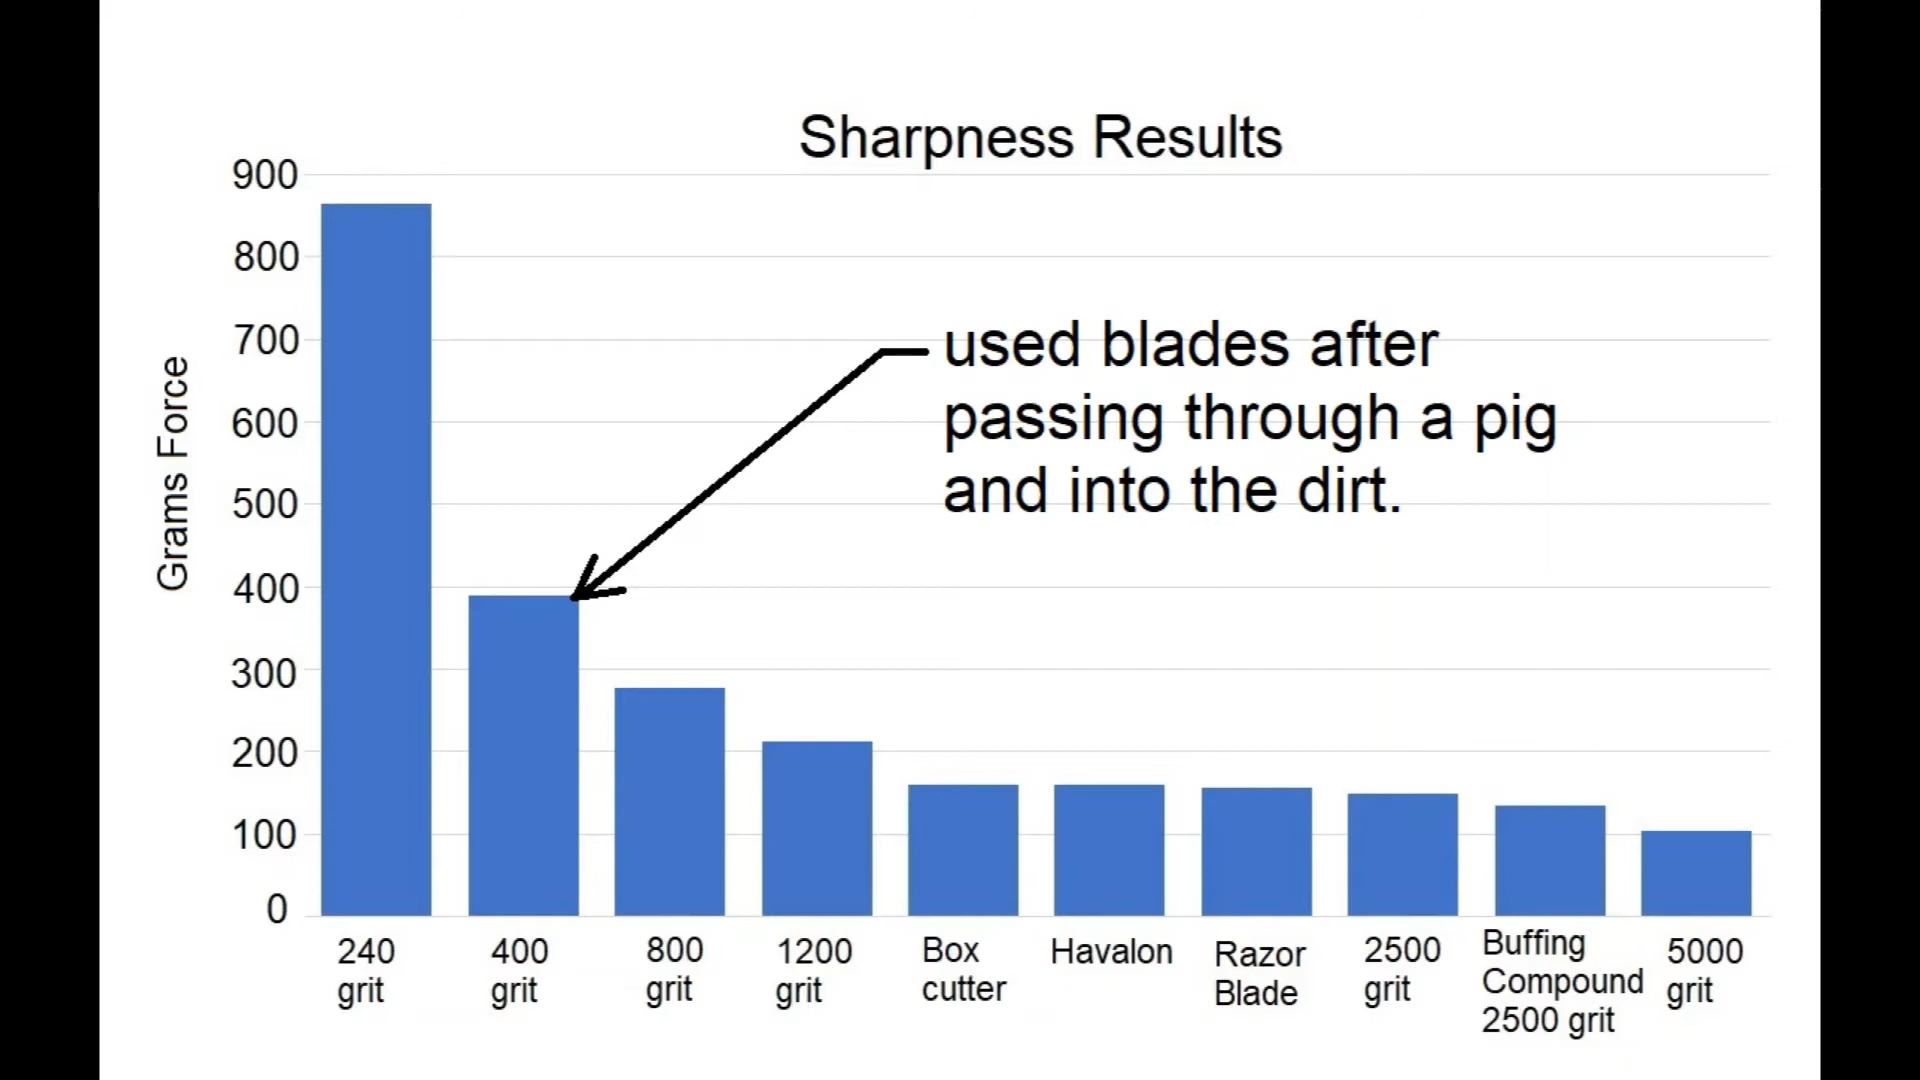 Sharpness Results
900
800
700
600
500
400
300
200
100
0
Grams Force
used blades after
passing through a pig
and into the dirt.
240
grit
400
grit
800
grit
1200
grit
Box
cutter
Havalon
Razor
Blade
2500
grit
Buffing
Compound
2500 grit
5000
grit